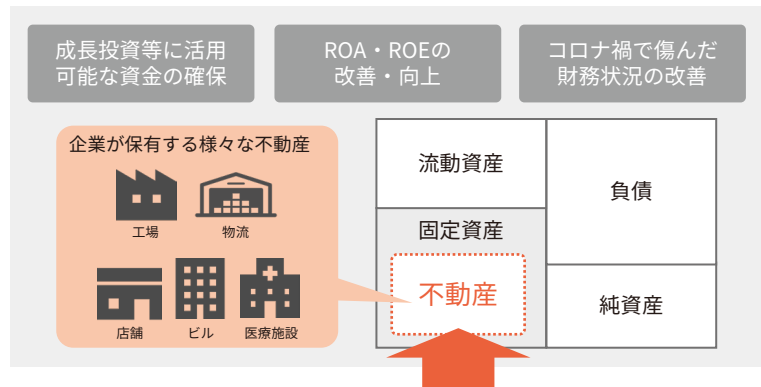 成長投資等に活用
可能な資金の確保
ROA・ROEの
改善・向上
コロナ禍で傷んだ
財務状況の改善
企業が保有する様々な不動産
工場
物流
店舗
ビル
医療施設
流動資産
固定資産
不動産
負債
純資産